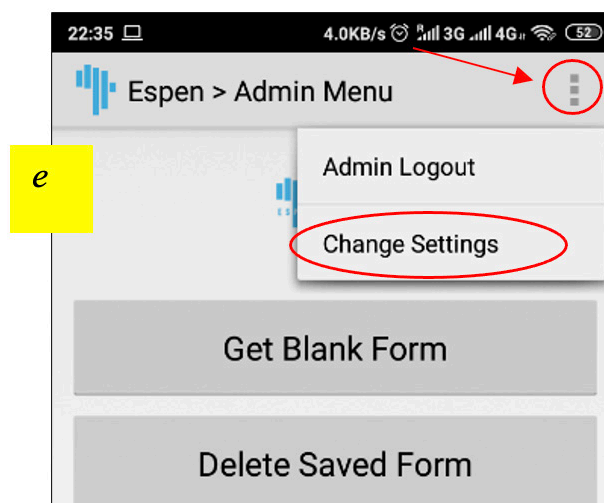 22:35 4.0KB/s R 3G 4G 52
Espen > Admin Menu
Admin Logout
e
Change Settings
Get Blank Form
Delete Saved Form